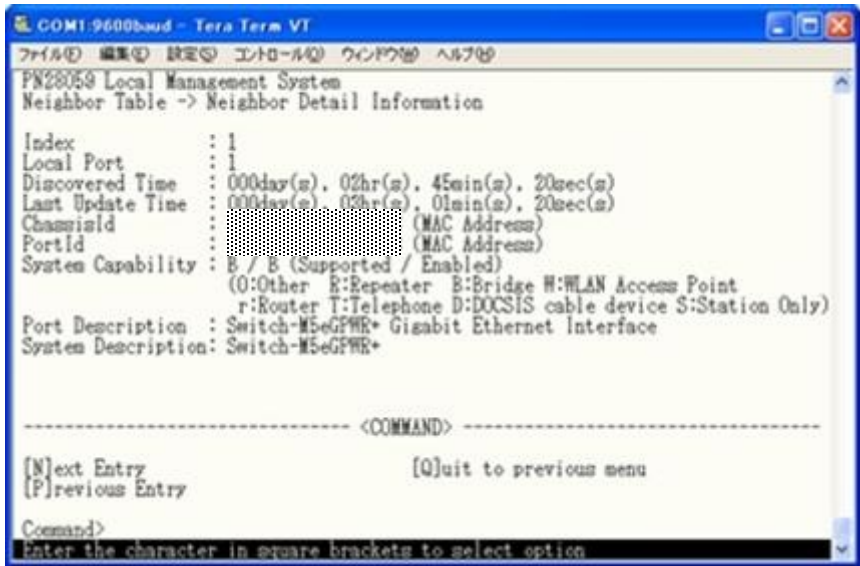 COM1:9600baud - Tera Term VT
ファイル(F) 編集(E) 設定(S) コントロール(O) ウィンドウ(W) ヘルプ(H)
PN28059 Local Management System
Neighbor Table -> Neighbor Detail Information
Index : 1
Local Port : 1
Discovered Time : 000day(s), 02hr(s), 45min(s), 20sec(s)
Last Update Time : 000day(s), 03hr(s), 01min(s), 20sec(s)
ChassisId : (MAC Address)
PortId : (MAC Address)
System Capability : B / B (Supported / Enabled)
(O:Other R:Repeater B:Bridge W:WLAN Access Point
r:Router T:Telephone D:DOCSIS cable device S:Station Only)
Port Description : Switch-M5eGPWR+ Gigabit Ethernet Interface
System Description: Switch-M5eGPWR+
-------------------------------- <COMMAND> -----------------------------------
[N]ext Entry [Q]uit to previous menu
[P]revious Entry
Command>
Enter the character in square brackets to select option